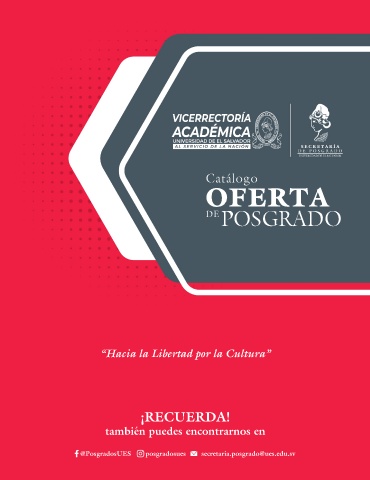 VICERRECTORÍA
ACADÉMICA
UNIVERSIDAD DE EL SALVADOR
AL SERVICIO DE LA NACIÓN
SECRETARÍA
DE POSGRADO
Catálogo
OFERTA
DE POSGRADO
“Hacia la Libertad por la Cultura”
¡RECUERDA!
también puedes encontrarnos en
@PosgradosUES posgradosues secretaria.posgrado@ues.edu.sv